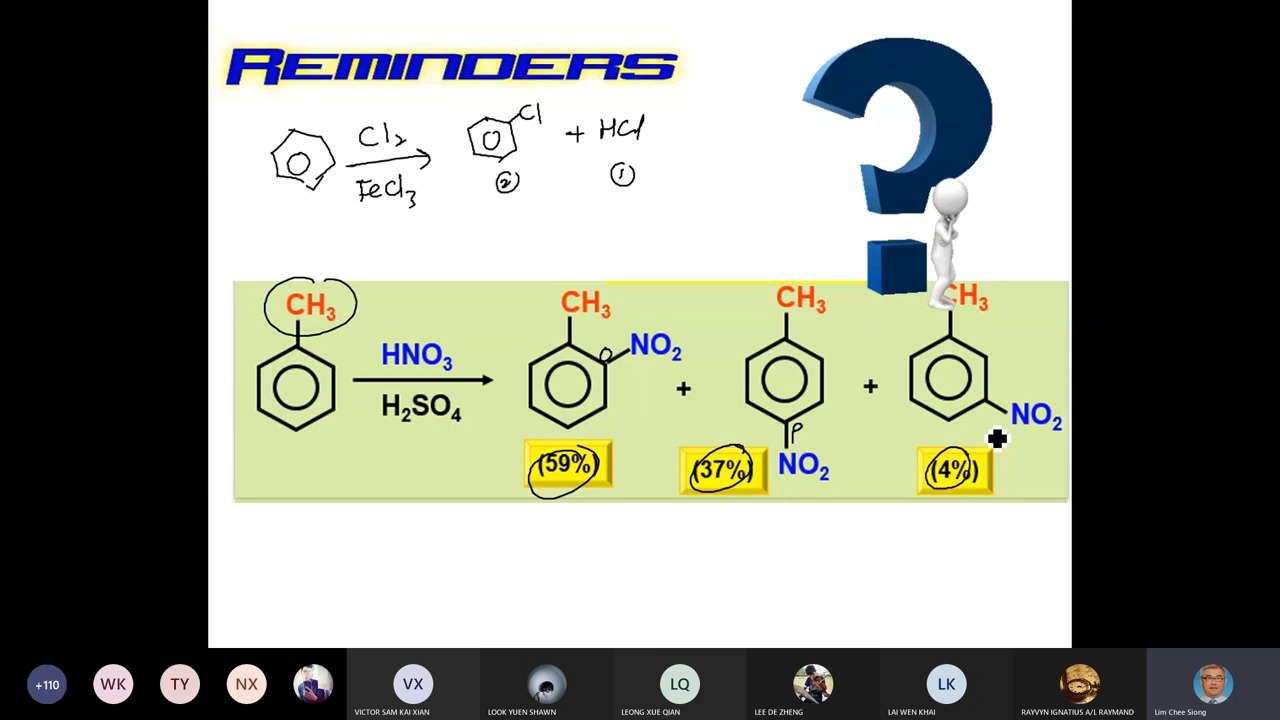 REMINDERS
Cl₂
FeCl₃
Cl
+ HCl
② ①
CH₃
HNO₃
H₂SO₄
CH₃
o
NO₂
(59%)
+
CH₃
p
NO₂
(37%)
+
CH₃
NO₂
(4%)
+110
WK
TY
NX
VX
VICTOR SAM KAI XIAN
LOOK YUEN SHAWN
LQ
LEONG XUE QIAN
LEE DE ZHENG
LK
LAI WEN KHAI
RAYVYN IGNATIUS A/L RAYMAND
Lim Chee Siong